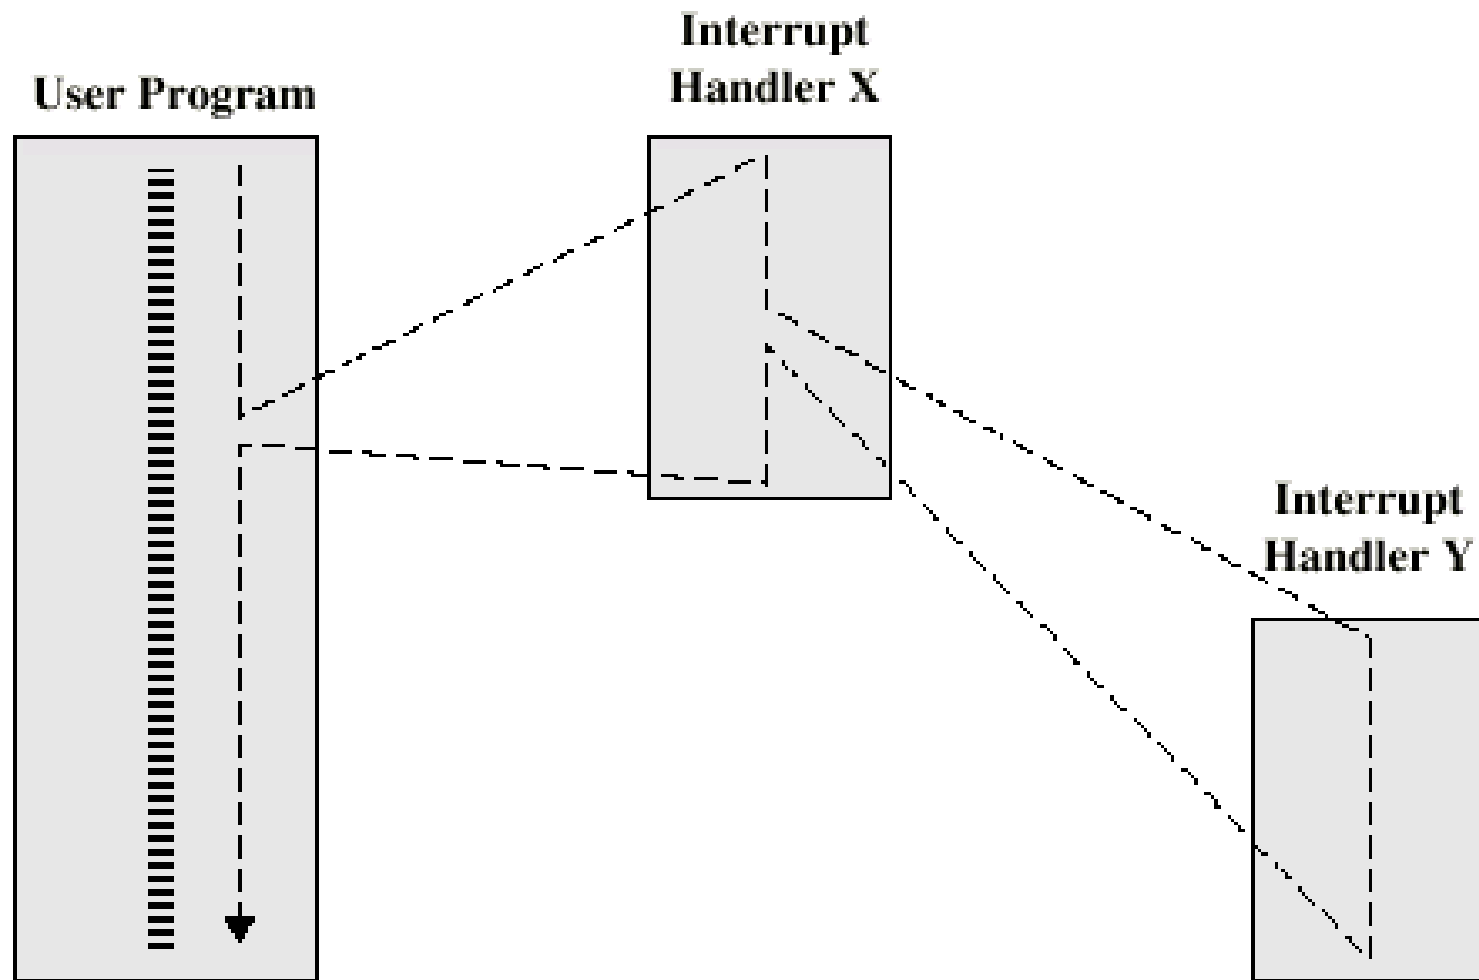 User Program
Interrupt
Handler X
Interrupt
Handler Y